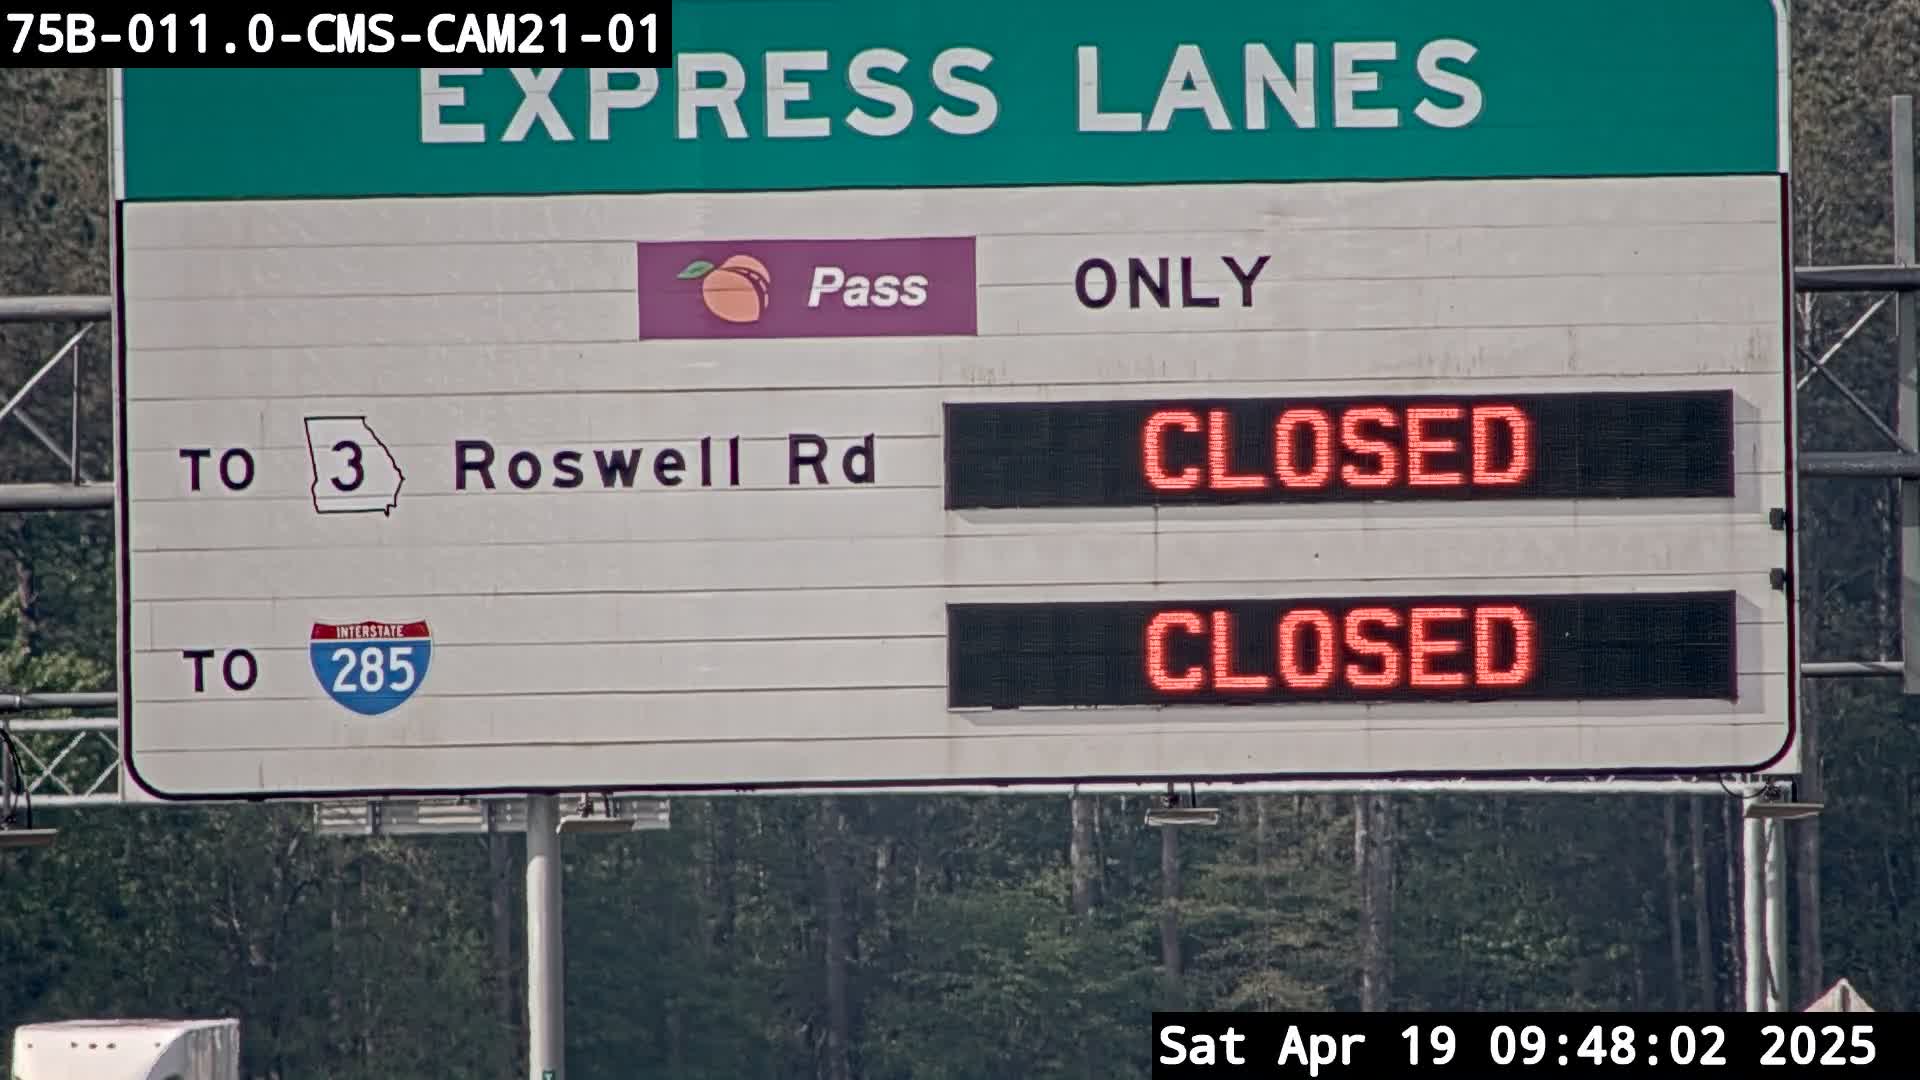 75B-011.0-CMS-CAM21-01
EXPRESS LANES
Pass ONLY
TO 3 Roswell Rd CLOSED
TO INTERSTATE 285 CLOSED
Sat Apr 19 09:48:02 2025